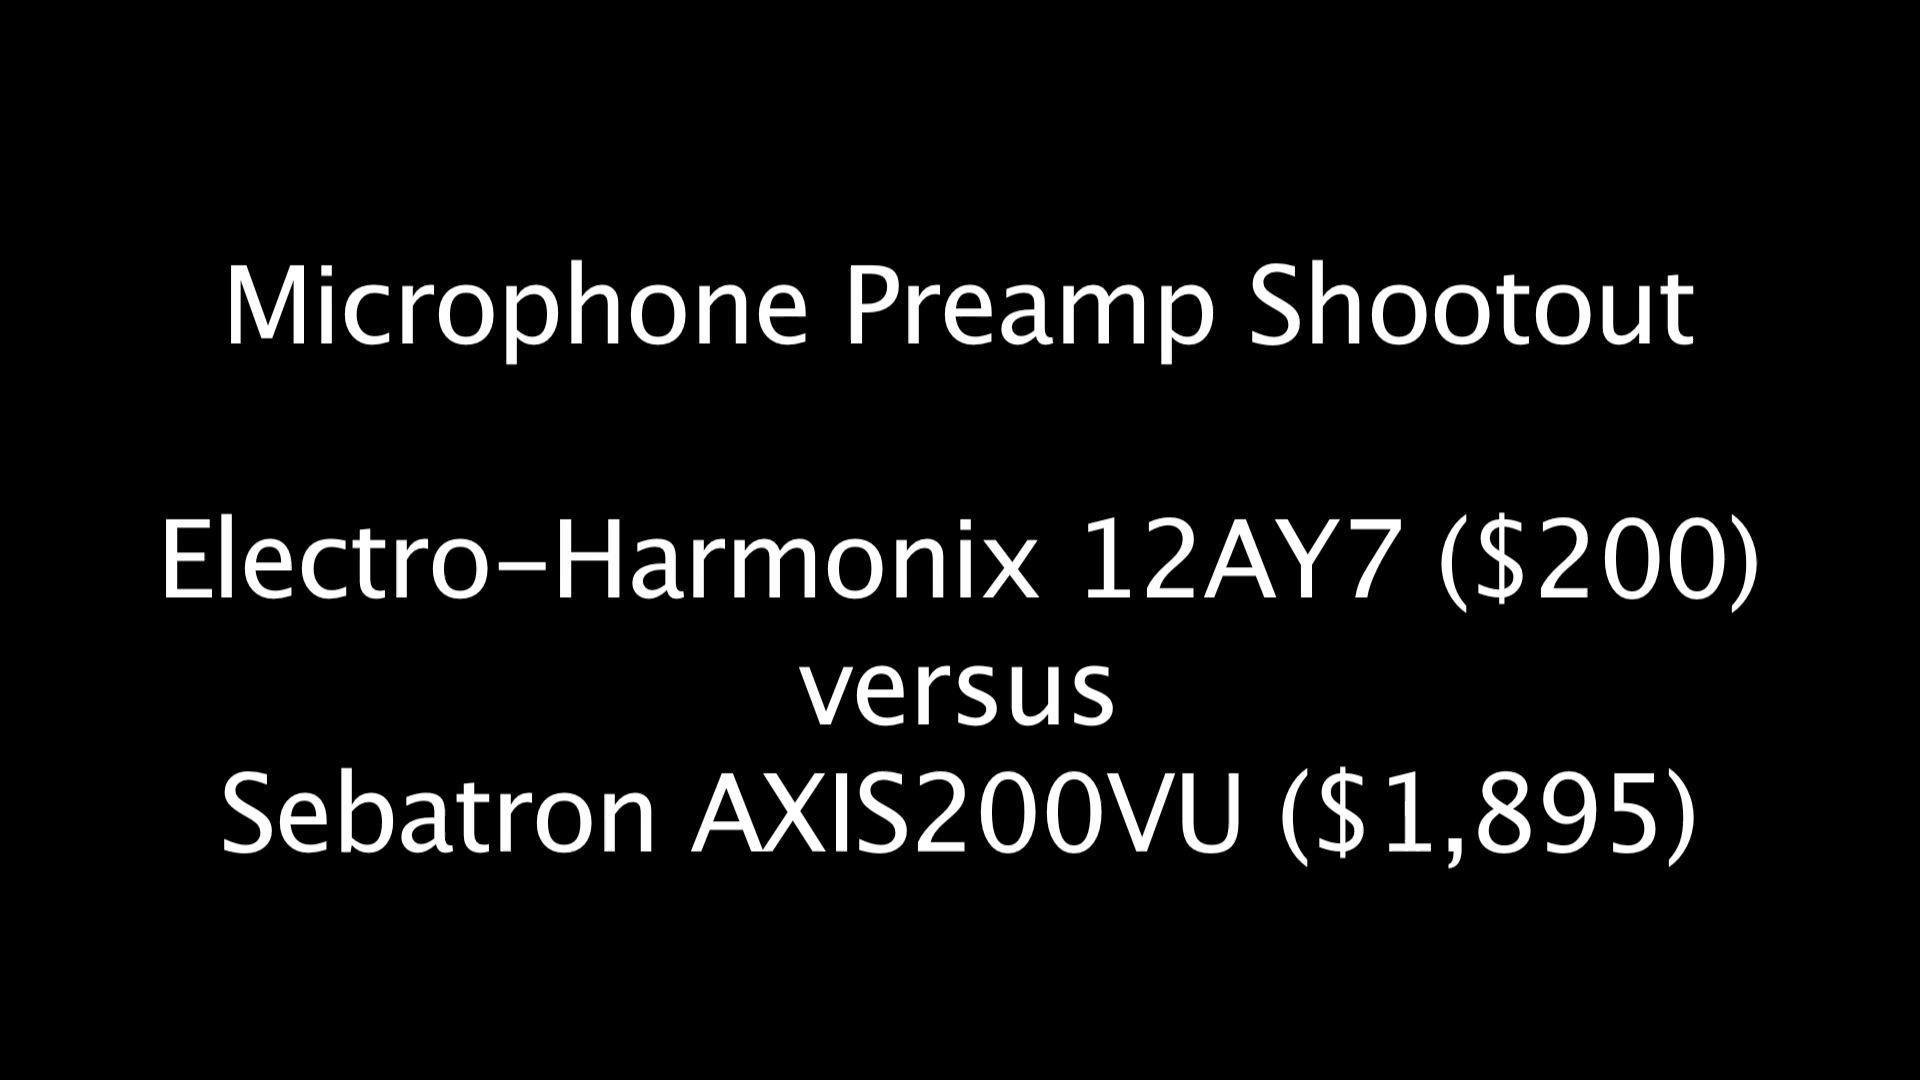 Microphone Preamp Shootout
Electro-Harmonix 12AY7 ($200)
versus
Sebatron AXIS200VU ($1,895)